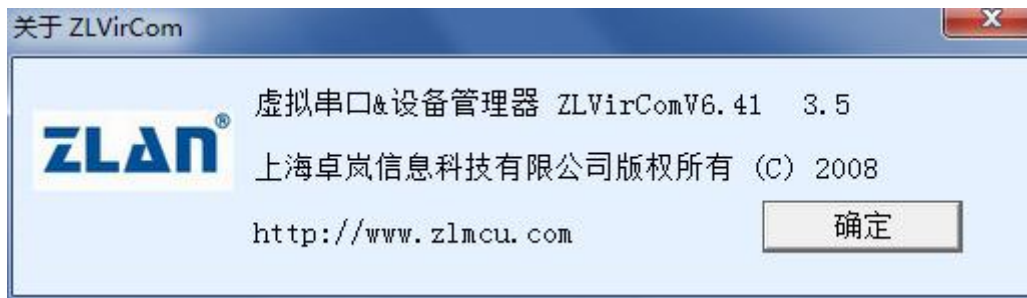 关于 ZLVirCom
虚拟串口&设备管理器 ZLVirComV6.41 3.5
ZLAN®
上海卓岚信息科技有限公司版权所有 (C) 2008
http://www.zlmcu.com
确定